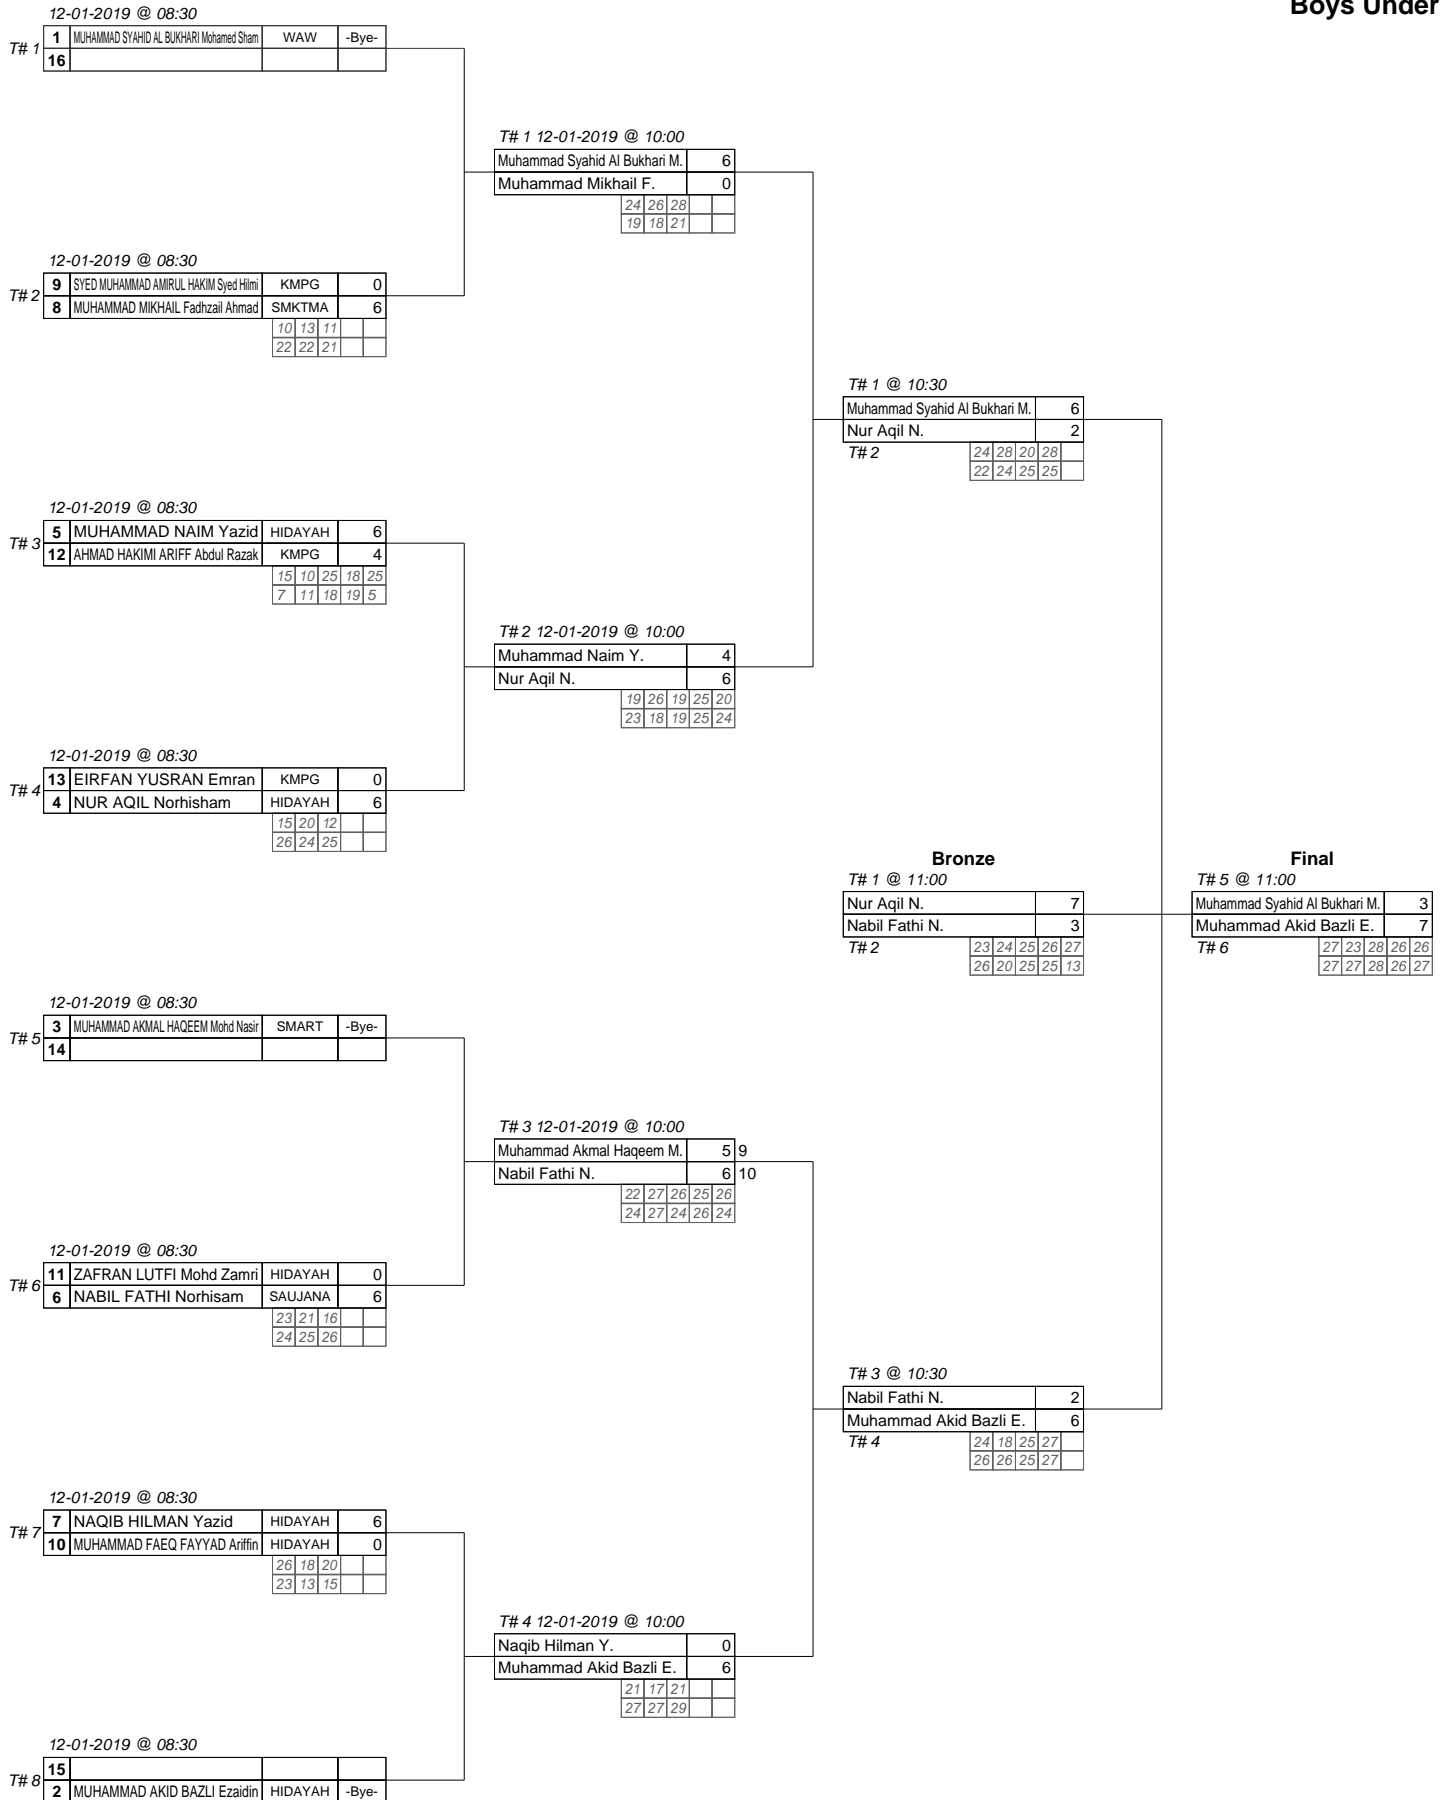 Boys Under
12-01-2019 @ 08:30
T# 1
1 MUHAMMAD SYAHID AL BUKHARI Mohamed Sham WAW -Bye-
16
T# 1 12-01-2019 @ 10:00
Muhammad Syahid Al Bukhari M. 6
Muhammad Mikhail F. 0
24 26 28
19 18 21
12-01-2019 @ 08:30
T# 2
9 SYED MUHAMMAD AMIRUL HAKIM Syed Hilmi KMPG 0
8 MUHAMMAD MIKHAIL Fadhzail Ahmad SMKTMA 6
10 13 11
22 22 21
T# 1 @ 10:30
Muhammad Syahid Al Bukhari M. 6
Nur Aqil N. 2
T# 2
24 28 20 28
22 24 25 25
12-01-2019 @ 08:30
T# 3
5 MUHAMMAD NAIM Yazid HIDAYAH 6
12 AHMAD HAKIMI ARIFF Abdul Razak KMPG 4
15 10 25 18 25
7 11 18 19 5
T# 2 12-01-2019 @ 10:00
Muhammad Naim Y. 4
Nur Aqil N. 6
19 26 19 25 20
23 18 19 25 24
12-01-2019 @ 08:30
T# 4
13 EIRFAN YUSRAN Emran KMPG 0
4 NUR AQIL Norhisham HIDAYAH 6
15 20 12
26 24 25
Bronze
T# 1 @ 11:00
Nur Aqil N. 7
Nabil Fathi N. 3
T# 2
23 24 25 26 27
26 20 25 25 13
Final
T# 5 @ 11:00
Muhammad Syahid Al Bukhari M. 3
Muhammad Akid Bazli E. 7
T# 6
27 23 28 26 26
27 27 28 26 27
12-01-2019 @ 08:30
T# 5
3 MUHAMMAD AKMAL HAQEEM Mohd Nasir SMART -Bye-
14
T# 3 12-01-2019 @ 10:00
Muhammad Akmal Haqeem M. 5 9
Nabil Fathi N. 6 10
22 27 26 25 26
24 27 24 26 24
12-01-2019 @ 08:30
T# 6
11 ZAFRAN LUTFI Mohd Zamri HIDAYAH 0
6 NABIL FATHI Norhisam SAUJANA 6
23 21 16
24 25 26
T# 3 @ 10:30
Nabil Fathi N. 2
Muhammad Akid Bazli E. 6
T# 4
24 18 25 27
26 26 25 27
12-01-2019 @ 08:30
T# 7
7 NAQIB HILMAN Yazid HIDAYAH 6
10 MUHAMMAD FAEQ FAYYAD Ariffin HIDAYAH 0
26 18 20
23 13 15
T# 4 12-01-2019 @ 10:00
Naqib Hilman Y. 0
Muhammad Akid Bazli E. 6
21 17 21
27 27 29
12-01-2019 @ 08:30
T# 8
15
2 MUHAMMAD AKID BAZLI Ezaidin HIDAYAH -Bye-